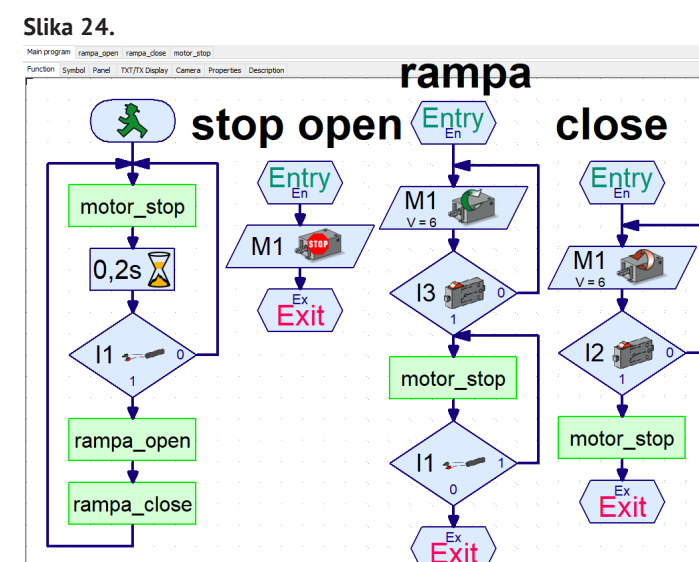 Slika 24.
Main program rampa_open rampa_close motor_stop
Function Symbol Panel TXT/TX Display Camera Properties Description
rampa
stop open close
motor_stop
0,2s
I1
0
1
rampa_open
rampa_close
Entry
En
M1
STOP
Ex
Exit
Entry
En
M1
V = 6
I3
0
1
motor_stop
I1
1
0
Ex
Exit
Entry
En
M1
V = 6
I2
0
1
motor_stop
Ex
Exit